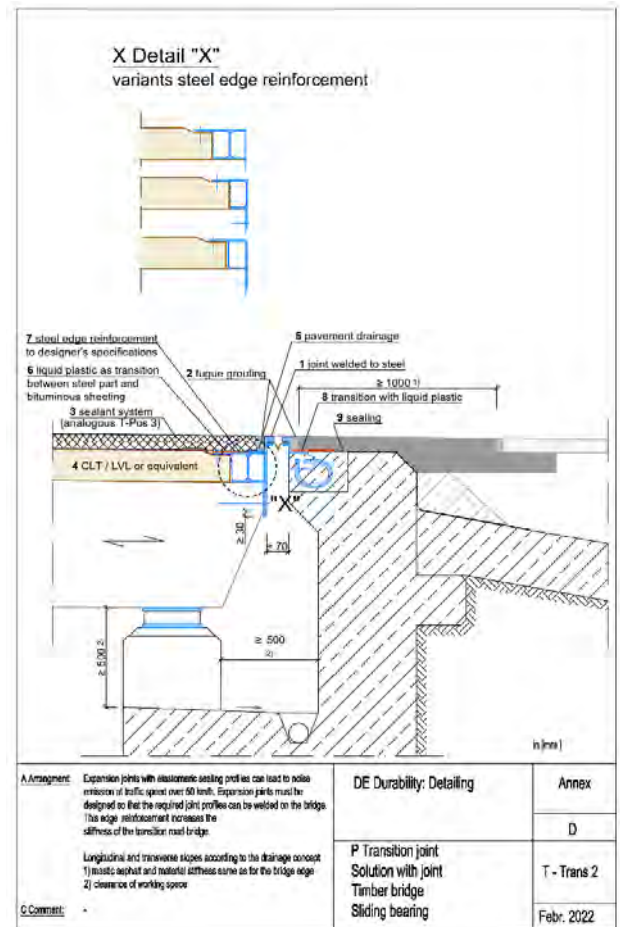 X Detail "X"
variants steel edge reinforcement
7 steel edge reinforcement
to designer's specifications
6 liquid plastic as transition
between steel part and
bituminous sheeting
3 sealant system
(analogous T-Pos 3)
4 CLT / LVL or equivalent
2 fugue grouting
5 pavement drainage
1 joint welded to steel
≥ 1000 1)
8 transition with liquid plastic
9 sealing
"X"
≥ 30
70
≥ 500
2)
≥ 500 2)
in [mm]
A Arrangment: Expansion joints with elastomeric sealing profiles can lead to noise
emission at traffic speed over 50 km/h. Expansion joints must be
designed so that the required joint profiles can be welded on the bridge.
This edge reinforcement increases the
stiffness of the transition road-bridge.
Longitudinal and transverse slopes according to the drainage concept
1) mastic asphalt and material stiffness same as for the bridge edge
2) clearance of working space
C Comment: -
DE Durability: Detailing
Annex
D
P Transition joint
Solution with joint
Timber bridge
Sliding bearing
T - Trans 2
Febr. 2022